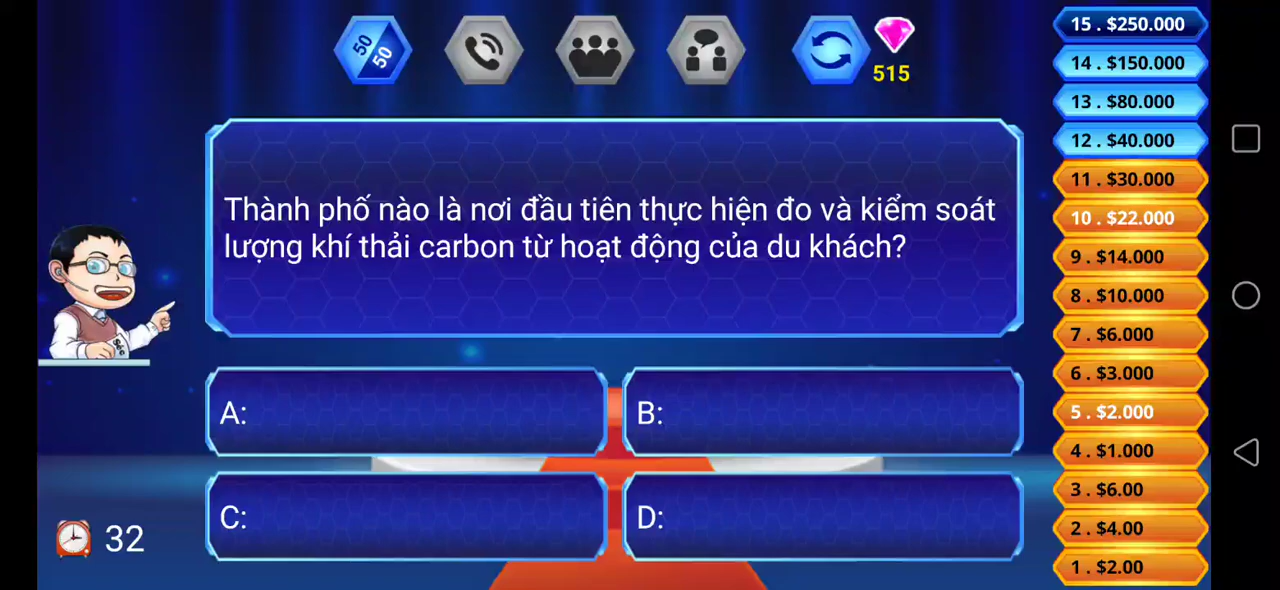 50
50
515
15 . $250.000
14 . $150.000
13 . $80.000
12 . $40.000
11 . $30.000
10 . $22.000
9 . $14.000
8 . $10.000
7 . $6.000
6 . $3.000
5 . $2.000
4 . $1.000
3 . $6.00
2 . $4.00
1 . $2.00
Thành phố nào là nơi đầu tiên thực hiện đo và kiểm soát
lượng khí thải carbon từ hoạt động của du khách?
A:
B:
C:
D:
Séc
32